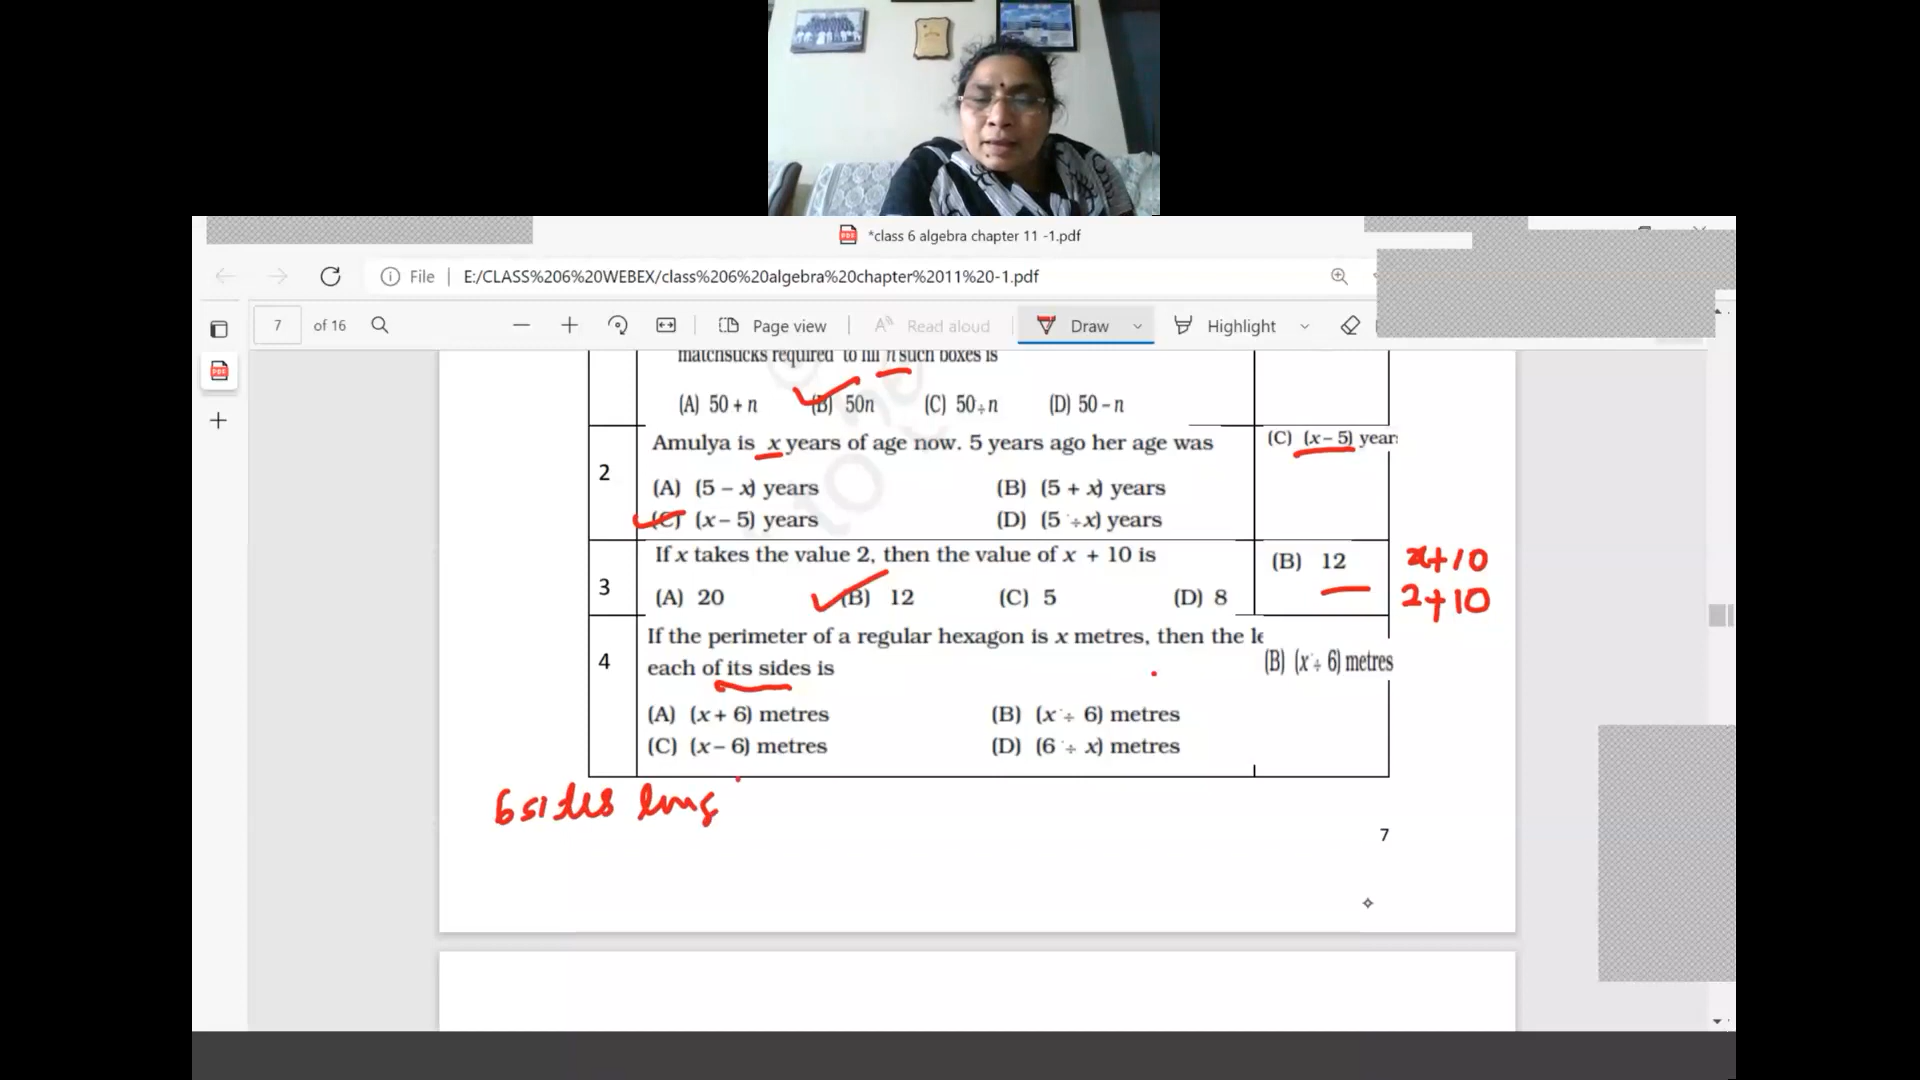 *class 6 algebra chapter 11 -1.pdf
File | E:/CLASS%206%20WEBEX/class%206%20algebra%20chapter%2011%20-1.pdf
7 of 16 Page view Read aloud Draw Highlight
matchsticks required to fill n such boxes is
(A) 50 + n (B) 50n (C) 50 ÷ n (D) 50 – n
2 Amulya is x years of age now. 5 years ago her age was (C) (x – 5) years
(A) (5 – x) years (B) (5 + x) years
(C) (x – 5) years (D) (5 ÷ x) years
3 If x takes the value 2, then the value of x + 10 is (B) 12 x+10
(A) 20 (B) 12 (C) 5 (D) 8 2+10
4 If the perimeter of a regular hexagon is x metres, then the le (B) (x ÷ 6) metres
each of its sides is
(A) (x + 6) metres (B) (x ÷ 6) metres
(C) (x – 6) metres (D) (6 ÷ x) metres
6 sides
7